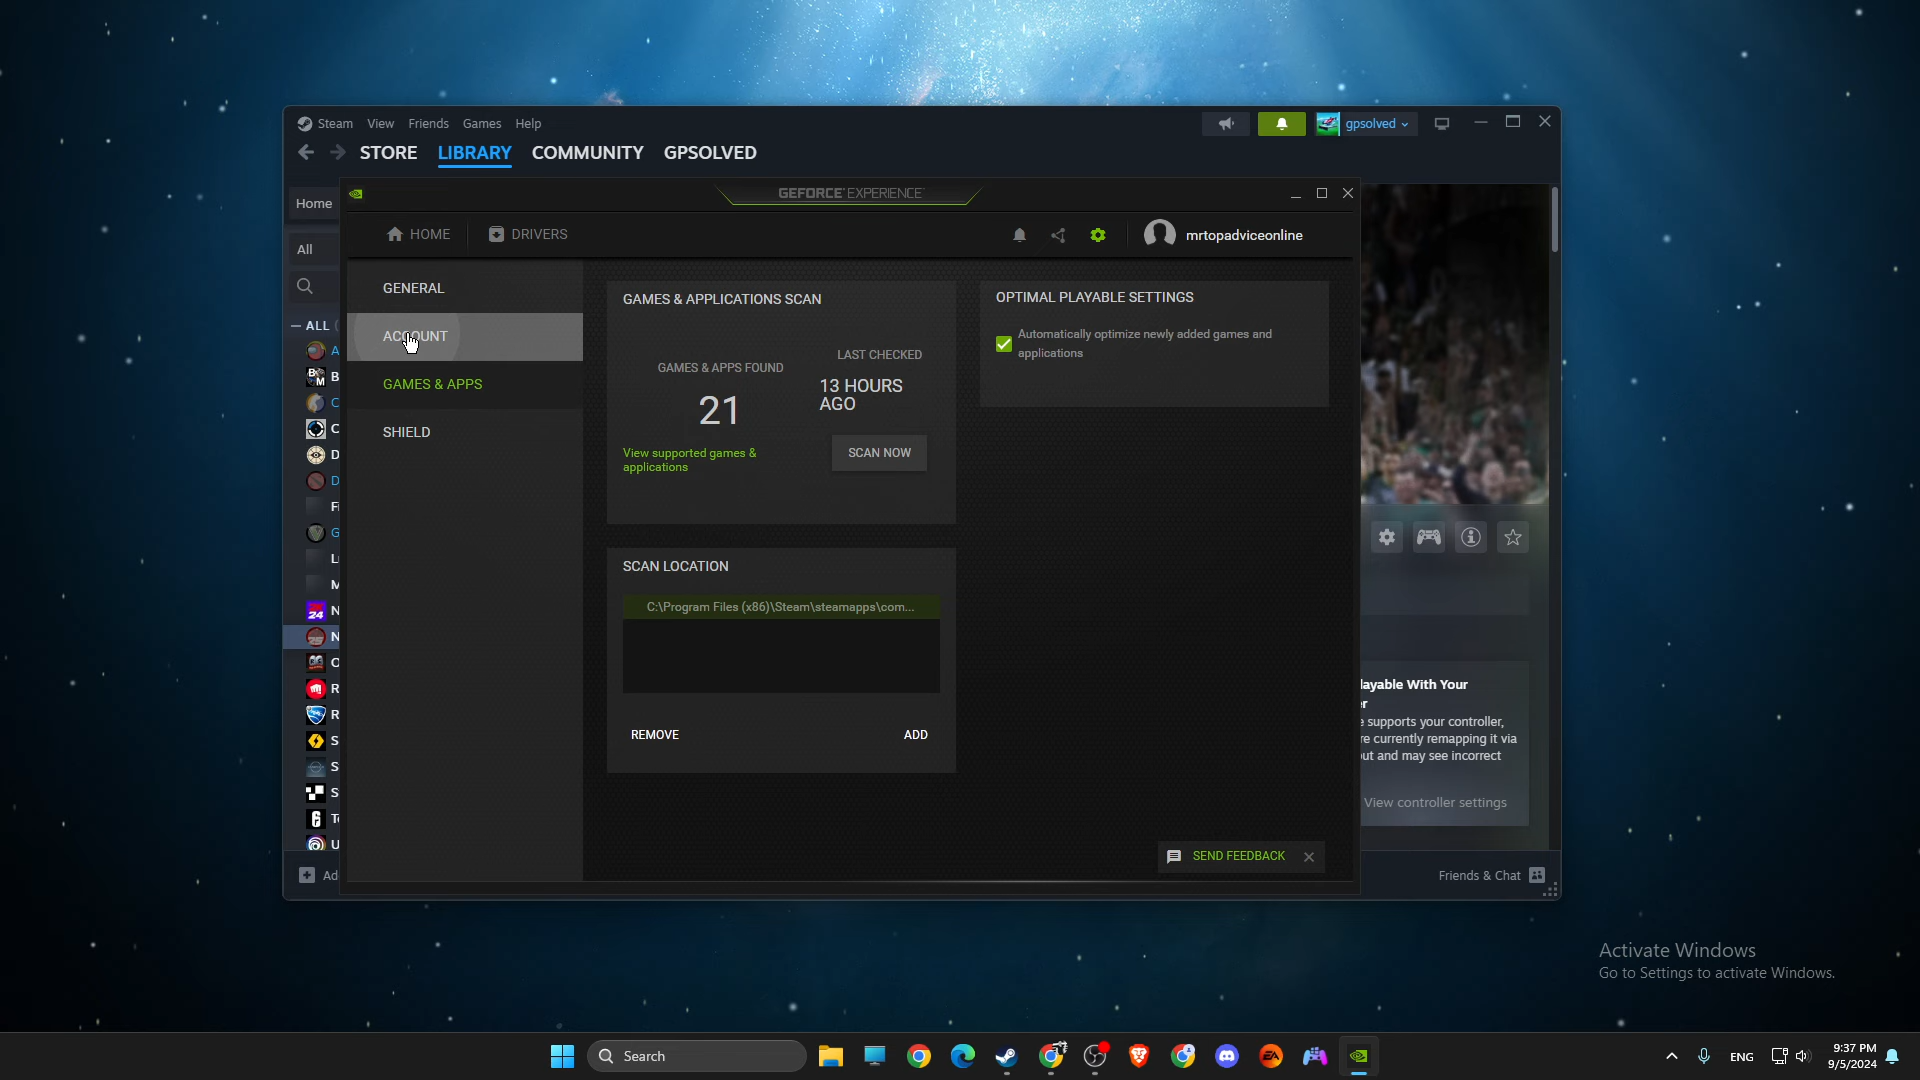 Steam View Friends Games Help
gpsolved
STORE LIBRARY COMMUNITY GPSOLVED
Home
GEFORCE EXPERIENCE
HOME DRIVERS
mrtopadviceonline
All
GENERAL
ACCOUNT
GAMES & APPS
SHIELD
GAMES & APPLICATIONS SCAN
GAMES & APPS FOUND
21
LAST CHECKED
13 HOURS
AGO
View supported games &
applications
SCAN NOW
OPTIMAL PLAYABLE SETTINGS
Automatically optimize newly added games and
applications
SCAN LOCATION
C:\Program Files (x86)\Steam\steamapps\com...
REMOVE ADD
SEND FEEDBACK
ALL
layable With Your
er
supports your controller,
re currently remapping it via
out and may see incorrect
View controller settings
Ad
Friends & Chat
Activate Windows
Go to Settings to activate Windows.
Search
ENG
9:37 PM
9/5/2024